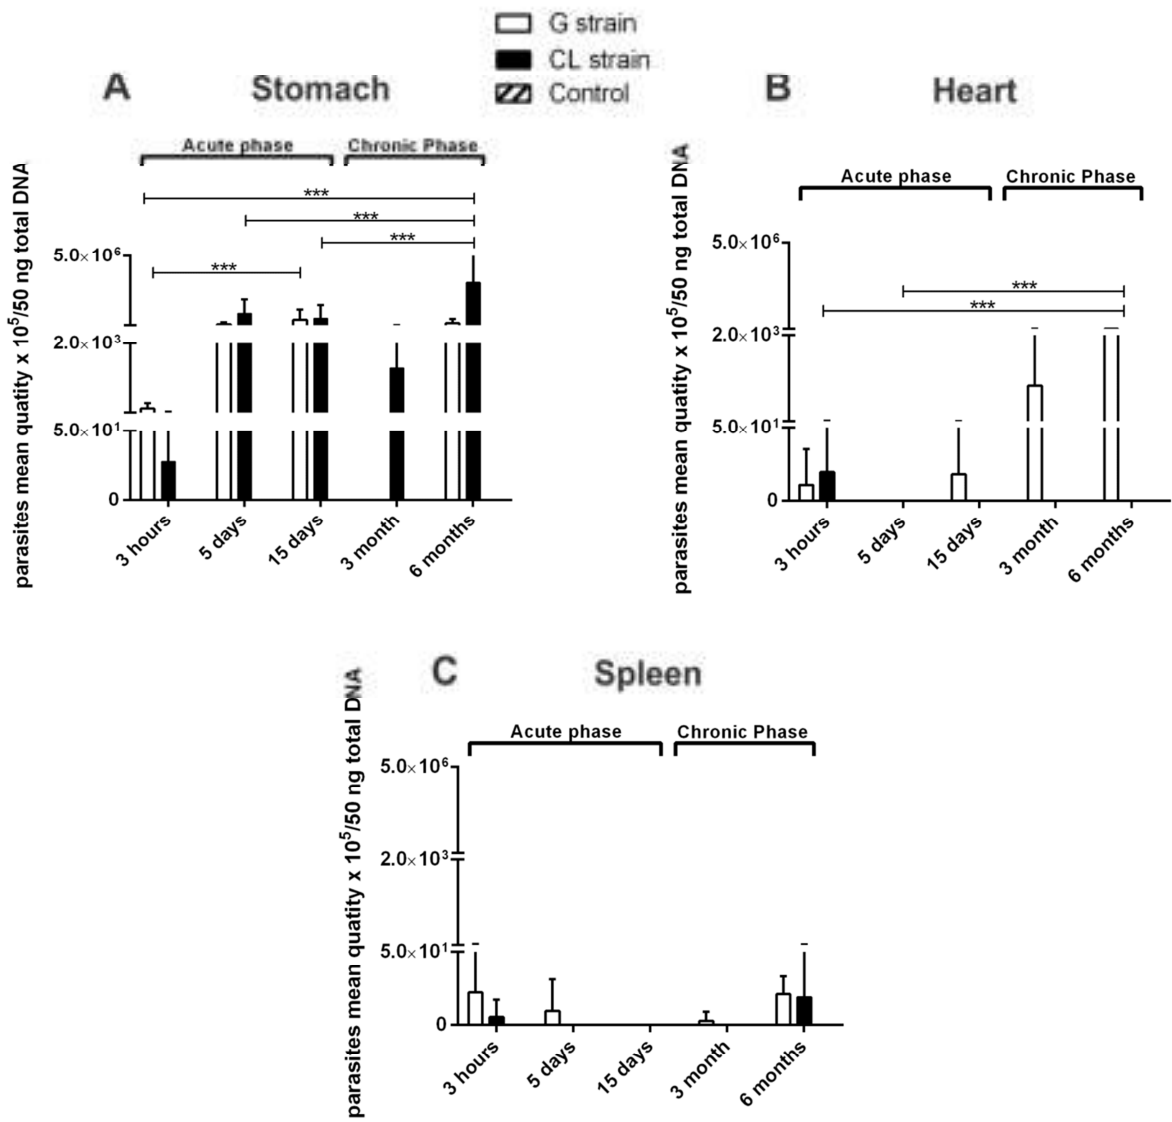 G strain
CL strain
Control
A Stomach
Acute phase Chronic Phase
parasites mean quatity x 10⁵/50 ng total DNA
***
***
***
***
5.0×10⁶
2.0×10³
5.0×10¹
0
3 hours 5 days 15 days 3 month 6 months
B Heart
Acute phase Chronic Phase
parasites mean quatity x 10⁵/50 ng total DNA
5.0×10⁶
***
***
2.0×10³
5.0×10¹
0
3 hours 5 days 15 days 3 month 6 months
C Spleen
Acute phase Chronic Phase
parasites mean quatity x 10⁵/50 ng total DNA
5.0×10⁶
2.0×10³
5.0×10¹
0
3 hours 5 days 15 days 3 month 6 months